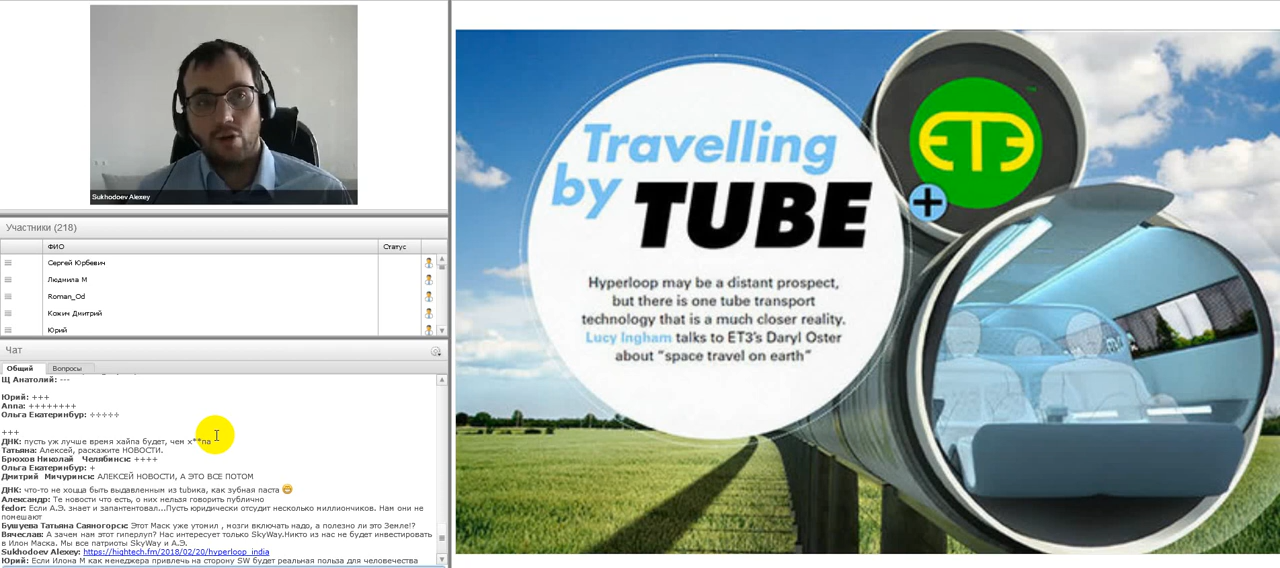 Sukhodoev Alexey
Участники (218)
ФИО
Статус
Сергей Юрбевич
Людмила М
Roman_Od
Кожич Дмитрий
Юрий
Чат
Общий
Вопросы
Щ Анатолий: ---
Юрий: +++
Anna: ++++++++
Ольга Екатеринбур: ÷÷÷÷÷
+++
ДНК: пусть уж лучше время хайпа будет, чем х**па
Татьяна: Алексей, раскажите НОВОСТИ.
Брюхов Николай Челябинск: ++++
Ольга Екатеринбур: +
Дмитрий Мичуринск: АЛЕКСЕЙ НОВОСТИ, А ЭТО ВСЕ ПОТОМ
ДНК: что-то не хоцца быть выдавленным из tubика, как зубная паста
Александр: Те новости что есть, о них нельзя говорить публично
fedor: Если А.Э. знает и запантентовал...Пусть юридически отсудит несколько миллиончиков. Нам они не
помешают
Бушуева Татьяна Саяногорск: Этот Маск уже утомил , мозги включать надо, а полезно ли это Земле!?
Вячеслав: А зачем нам этот гиперлуп? Нас интересует только SkyWay.Никто из нас не будет инвестировать
в Илон Маска. Мы все патриоты SkyWay и А.Э.
Sukhodoev Alexey: https://hightech.fm/2018/02/20/hyperloop_india
Юрий: Если Илона М как менеджера привлечь на сторону SW будет реальная польза для человечества
Travelling
by TUBE
Hyperloop may be a distant prospect,
but there is one tube transport
technology that is a much closer reality.
Lucy Ingham talks to ET3's Daryl Oster
about "space travel on earth"
ET3
+